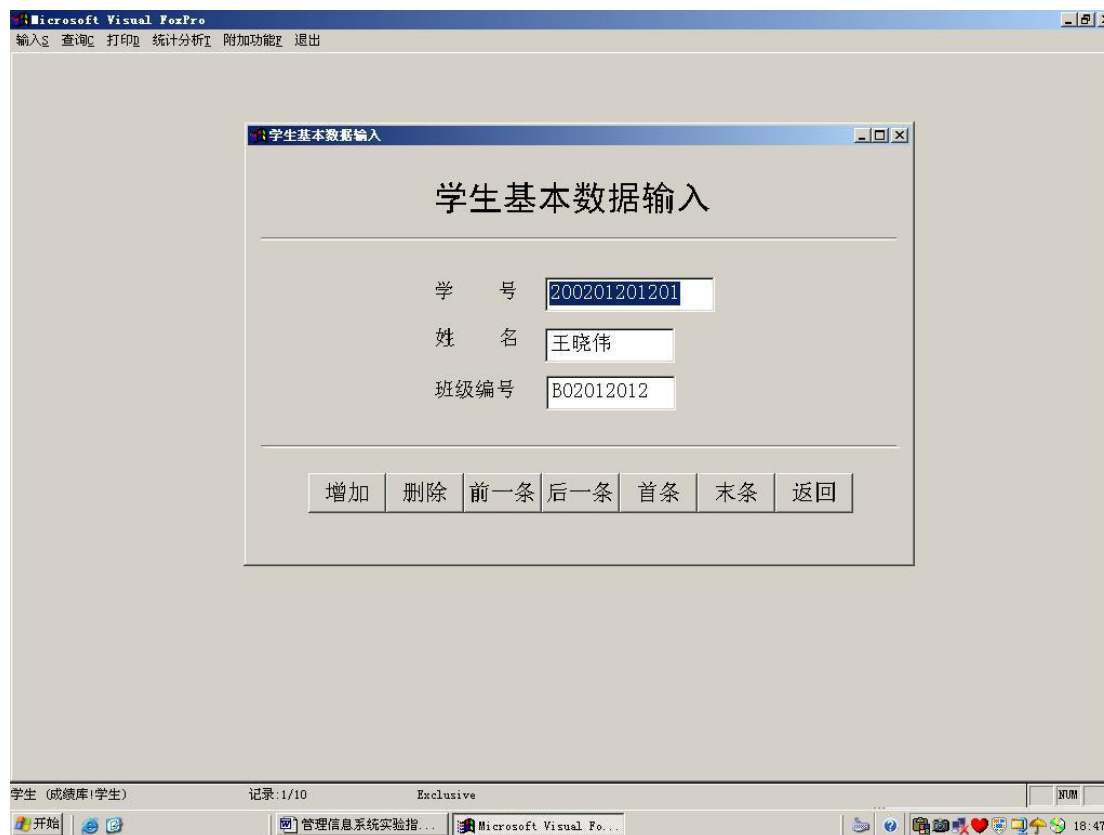 Microsoft Visual FoxPro
输入S 查询C 打印D 统计分析T 附加功能E 退出
学生基本数据输入
学生基本数据输入
学 号 200201201201
姓 名 王晓伟
班级编号 B02012012
增加 删除 前一条 后一条 首条 末条 返回
学生 (成绩库!学生) 记录:1/10 Exclusive NUM
开始 管理信息系统实验指... Microsoft Visual Fo... 18:47